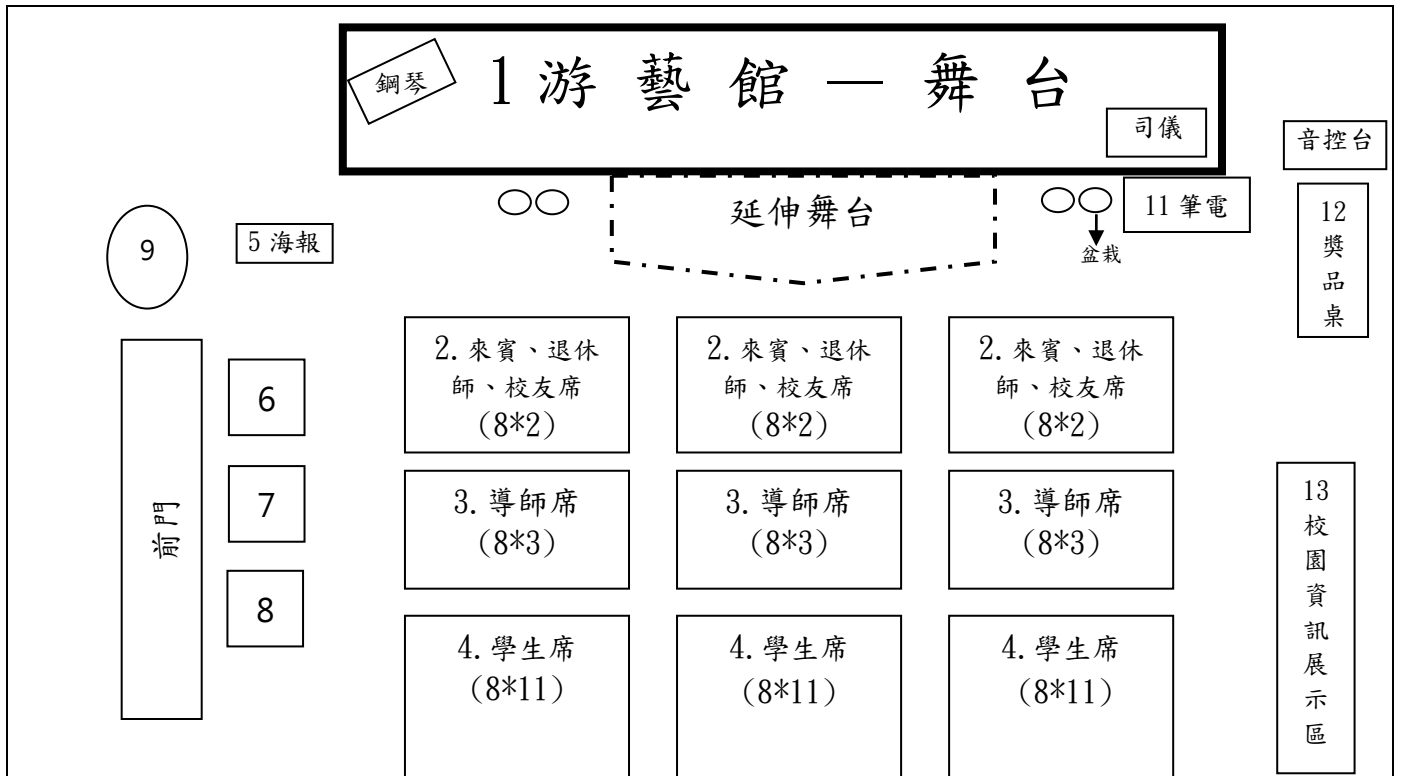 鋼琴
1游藝館—舞台
司儀
音控台
延伸舞台
11 筆電
盆栽
12
獎
品
桌
9
5 海報
2. 來賓、退休
師、校友席
(8*2)
2. 來賓、退休
師、校友席
(8*2)
2. 來賓、退休
師、校友席
(8*2)
前門
6
7
8
3. 導師席
(8*3)
3. 導師席
(8*3)
3. 導師席
(8*3)
4. 學生席
(8*11)
4. 學生席
(8*11)
4. 學生席
(8*11)
13
校
園
資
訊
展
示
區